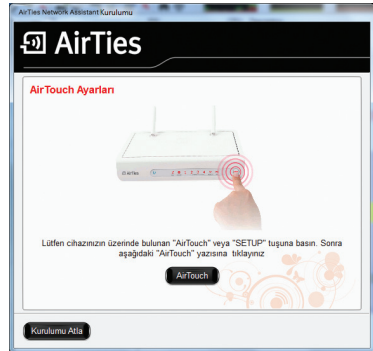 AirTies Network Assistant Kurulumu
AirTies
AirTouch Ayarları
AirTies
Lütfen cihazınızın üzerinde bulunan "AirTouch" veya "SETUP" tuşuna basın. Sonra
aşağıdaki "AirTouch" yazısına tıklayınız
AirTouch
Kurulumu Atla